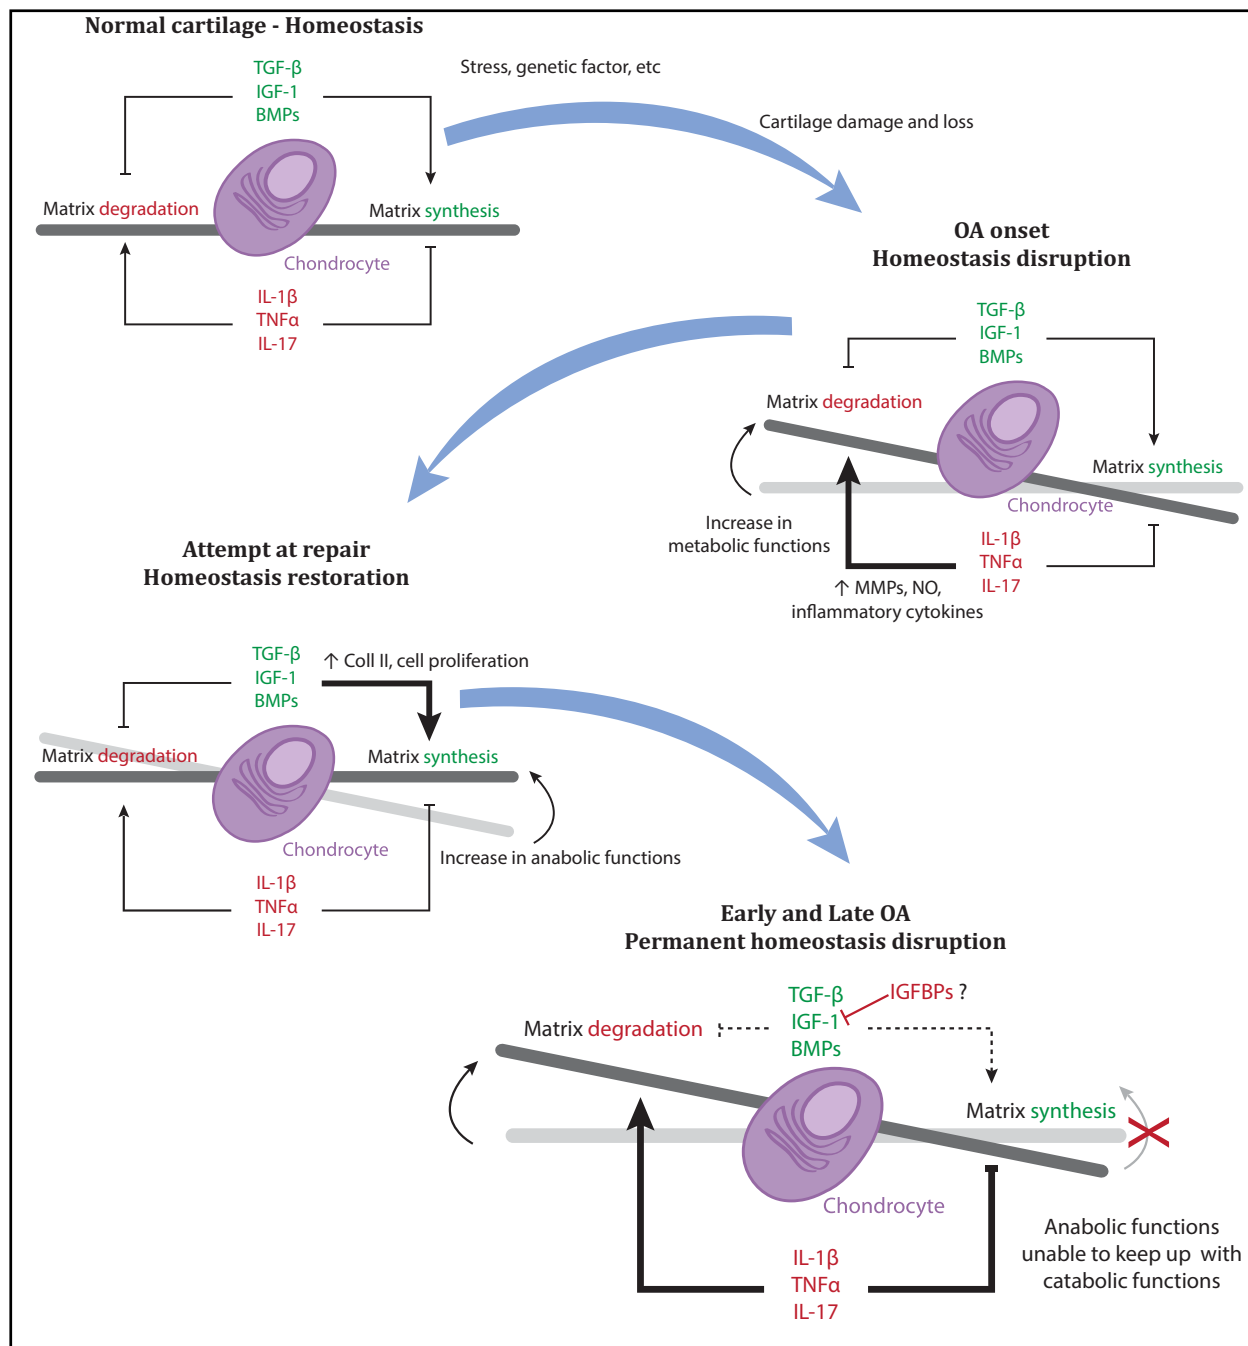 Normal cartilage - Homeostasis
TGF-β
IGF-1
BMPs
Stress, genetic factor, etc
Cartilage damage and loss
Matrix degradation
Matrix synthesis
Chondrocyte
IL-1β
TNFα
IL-17
OA onset
Homeostasis disruption
TGF-β
IGF-1
BMPs
Matrix degradation
Matrix synthesis
Chondrocyte
Increase in
metabolic functions
IL-1β
TNFα
IL-17
↑ MMPs, NO,
inflammatory cytokines
Attempt at repair
Homeostasis restoration
TGF-β
IGF-1
BMPs
↑ Coll II, cell proliferation
Matrix degradation
Matrix synthesis
Chondrocyte
Increase in anabolic functions
IL-1β
TNFα
IL-17
Early and Late OA
Permanent homeostasis disruption
TGF-β
IGF-1
BMPs
IGFBPs ?
Matrix degradation
Matrix synthesis
Chondrocyte
IL-1β
TNFα
IL-17
Anabolic functions
unable to keep up with
catabolic functions